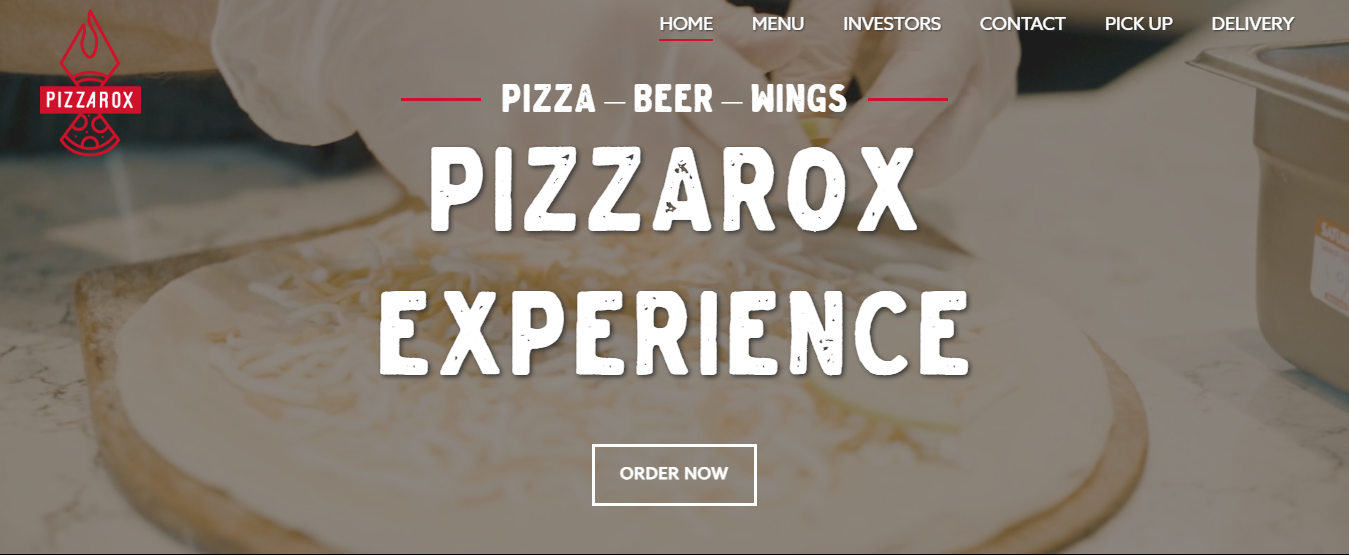 HOME MENU INVESTORS CONTACT PICK UP DELIVERY
PIZZAROX
PIZZA — BEER — WINGS
PIZZAROX
EXPERIENCE
ORDER NOW